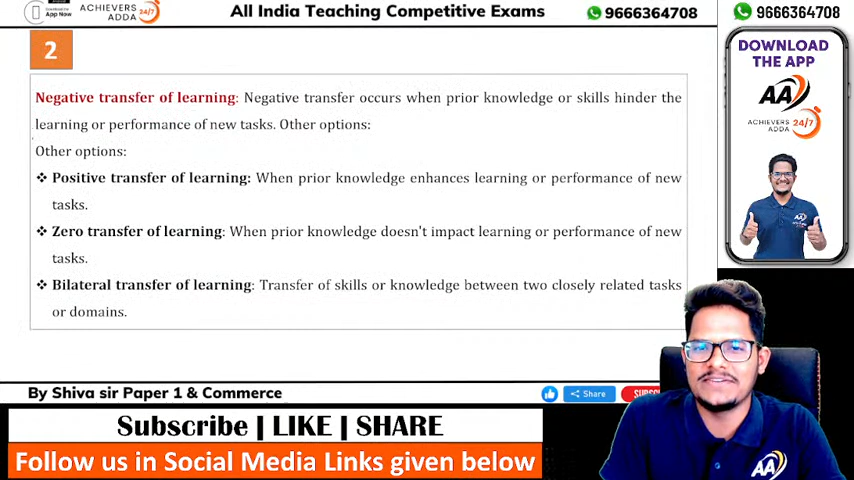 App Now
ACHIEVERS
ADDA 24/7
All India Teaching Competitive Exams
9666364708
9666364708
2
Negative transfer of learning: Negative transfer occurs when prior knowledge or skills hinder the
learning or performance of new tasks. Other options:
Other options:
❖ Positive transfer of learning: When prior knowledge enhances learning or performance of new
tasks.
❖ Zero transfer of learning: When prior knowledge doesn't impact learning or performance of new
tasks.
❖ Bilateral transfer of learning: Transfer of skills or knowledge between two closely related tasks
or domains.
DOWNLOAD
THE APP
AA
ACHIEVERS
ADDA 24/7
AA
By Shiva sir Paper 1 & Commerce
Share
Subscribe | LIKE | SHARE
Follow us in Social Media Links given below
AA